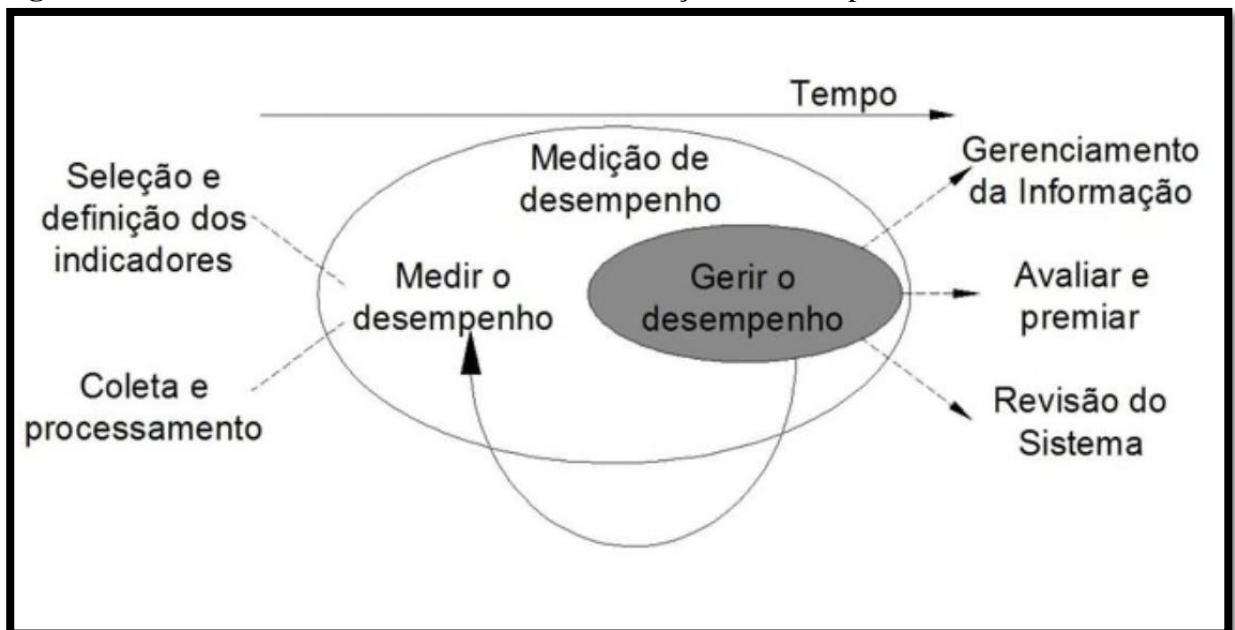 Tempo
Medição de
desempenho
Seleção e
definição dos
indicadores
Coleta e
processamento
Medir o
desempenho
Gerir o
desempenho
Gerenciamento
da Informação
Avaliar e
premiar
Revisão do
Sistema